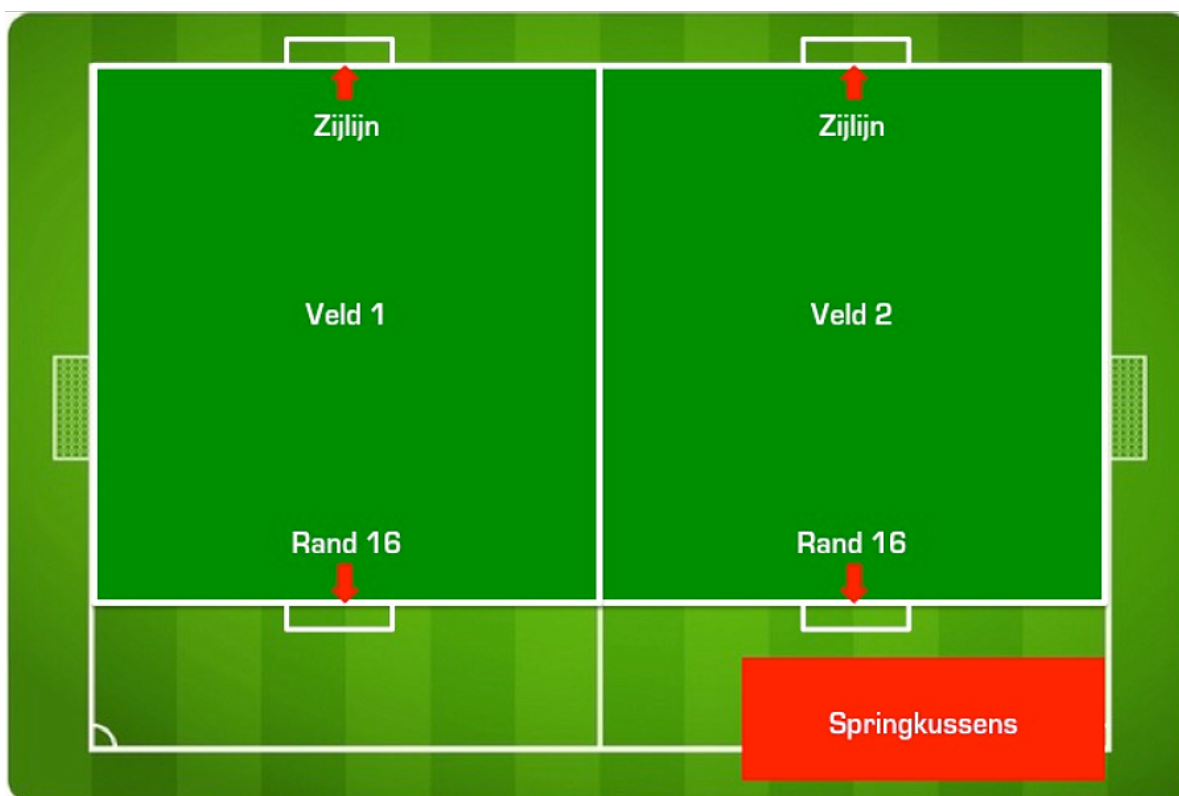 Zijlijn
Zijlijn
Veld 1
Veld 2
Rand 16
Rand 16
Springkussens